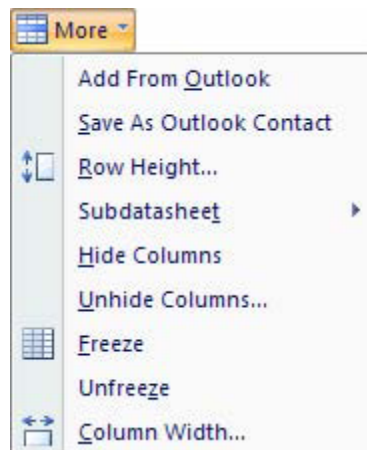 More
Add From Outlook
Save As Outlook Contact
Row Height...
Subdatasheet
Hide Columns
Unhide Columns...
Freeze
Unfreeze
Column Width...